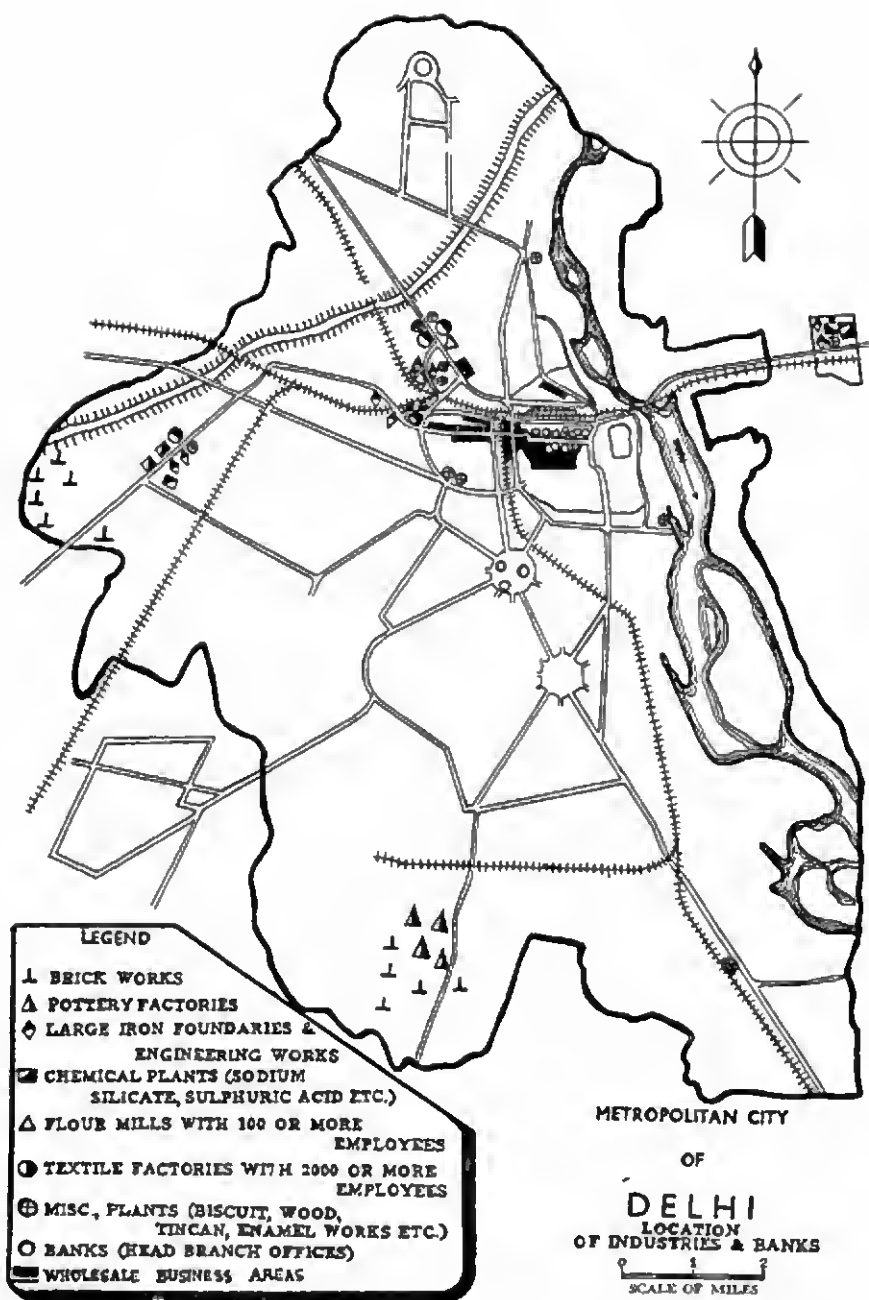 LEGEND
BRICK WORKS
POTTERY FACTORIES
LARGE IRON FOUNDARIES &
ENGINEERING WORKS
CHEMICAL PLANTS (SODIUM
SILICATE, SULPHURIC ACID ETC.)
FLOUR MILLS WITH 100 OR MORE
EMPLOYEES
TEXTILE FACTORIES WITH 2000 OR MORE
EMPLOYEES
MISC., PLANTS (BISCUIT, WOOD,
TINCAN, ENAMEL WORKS ETC.)
BANKS (HEAD BRANCH OFFICES)
WHOLESALE BUSINESS AREAS
METROPOLITAN CITY
OF
DELHI
LOCATION
OF INDUSTRIES & BANKS
0 1 2
SCALE OF MILES